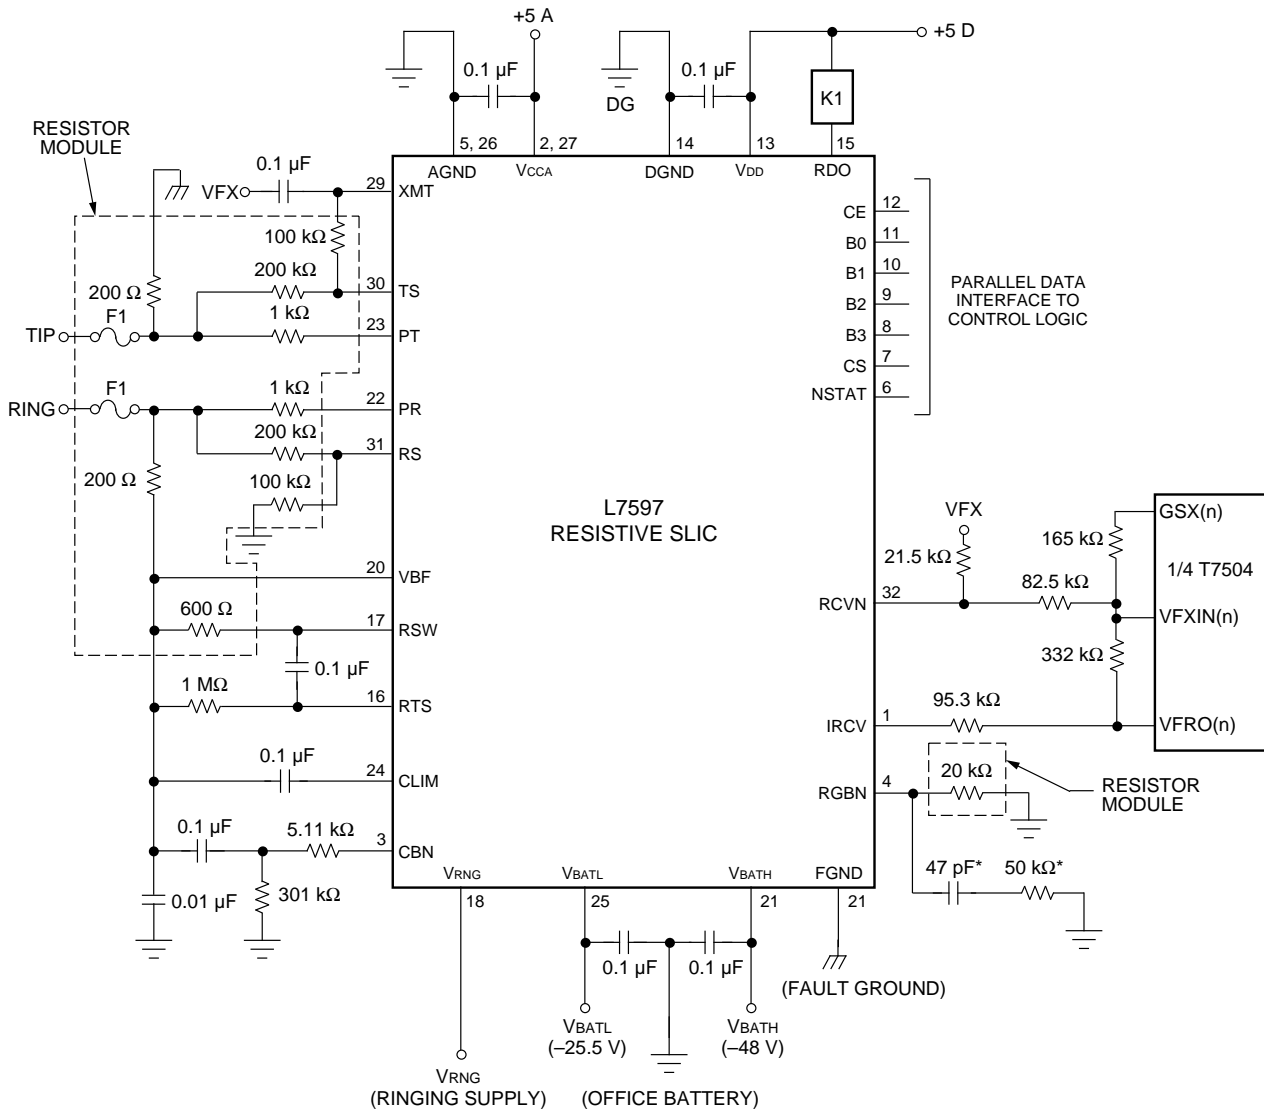 +5 A
+5 D
0.1 µF
0.1 µF
DG
K1
RESISTOR
MODULE
5, 26
2, 27
14
13
15
AGND
VCCA
DGND
VDD
RDO
0.1 µF
VFX
29
XMT
100 kΩ
200 kΩ
30
TS
200 Ω
1 kΩ
23
PT
F1
TIP
F1
RING
1 kΩ
22
PR
200 kΩ
31
RS
200 Ω
100 kΩ
20
VBF
600 Ω
17
RSW
0.1 µF
1 MΩ
16
RTS
0.1 µF
24
CLIM
0.1 µF
5.11 kΩ
3
CBN
0.01 µF
301 kΩ
L7597
RESISTIVE SLIC
CE
12
B0
11
B1
10
B2
9
B3
8
CS
7
NSTAT
6
PARALLEL DATA
INTERFACE TO
CONTROL LOGIC
VFX
21.5 kΩ
RCVN
32
82.5 kΩ
165 kΩ
GSX(n)
1/4 T7504
VFXIN(n)
332 kΩ
95.3 kΩ
IRCV
1
VFRO(n)
RGBN
4
20 kΩ
RESISTOR
MODULE
47 pF*
50 kΩ*
VRNG
VBATL
VBATH
FGND
18
25
21
21
0.1 µF
0.1 µF
(FAULT GROUND)
VBATL
(–25.5 V)
VBATH
(–48 V)
VRNG
(RINGING SUPPLY)
(OFFICE BATTERY)